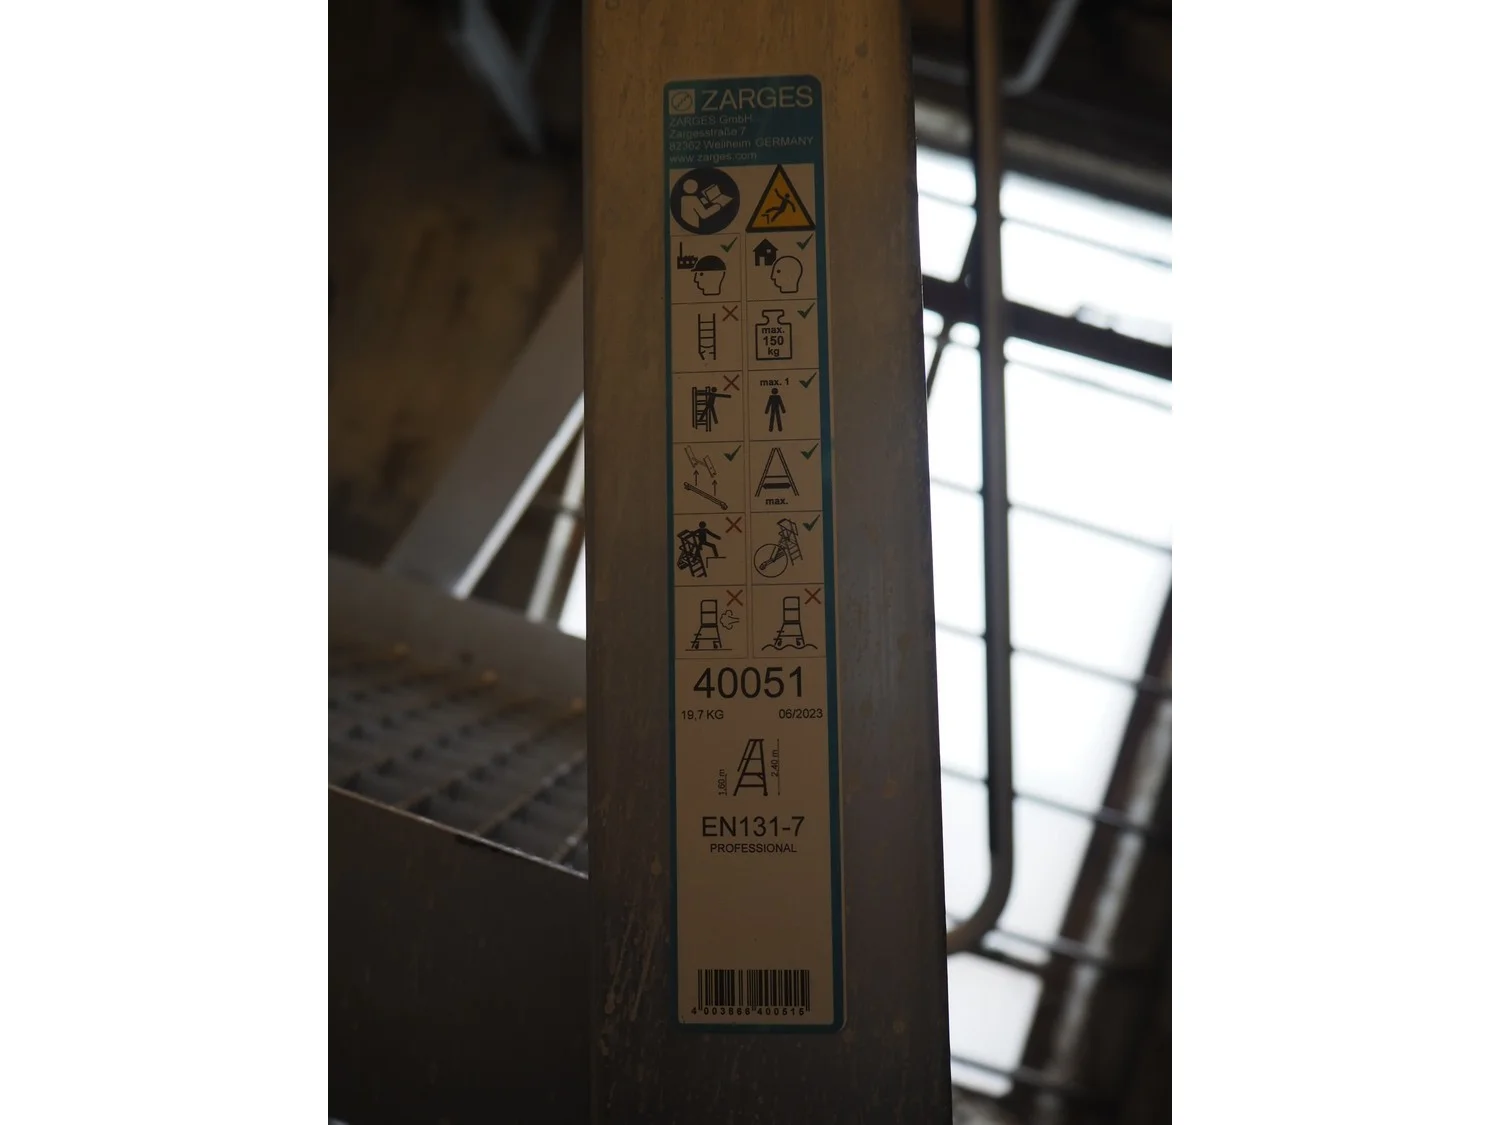 ZARGES
ZARGES GmbH
Zargesstraße 7
82362 Weilheim GERMANY
www.zarges.com
max.
150
kg
max. 1
max.
40051
19,7 KG 06/2023
1,60 m
2,40 m
EN131-7
PROFESSIONAL
4 003866 400515